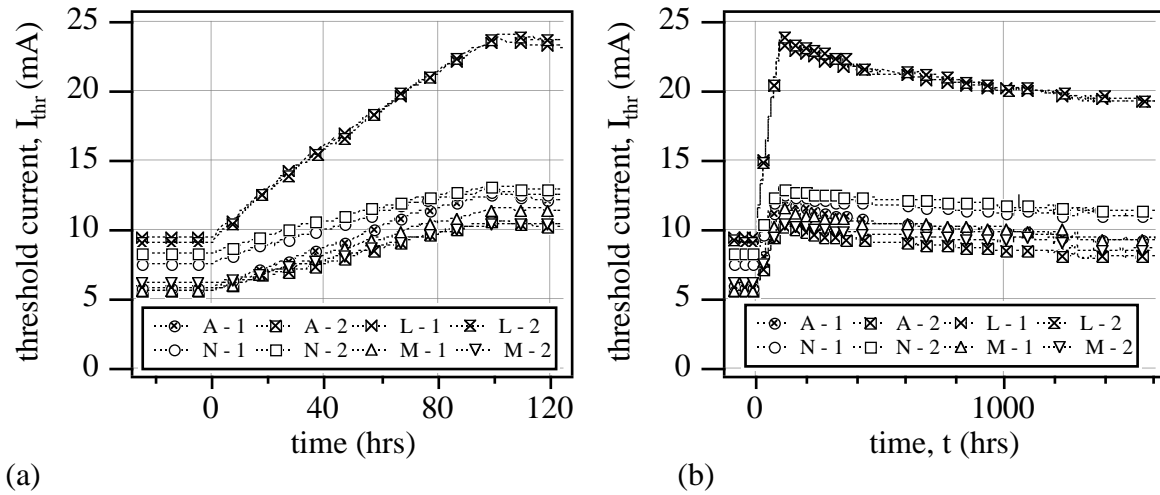 threshold current, I_thr (mA)
25
20
15
10
5
0
A - 1 A - 2 L - 1 L - 2
N - 1 N - 2 M - 1 M - 2
0 40 80 120
time (hrs)
(a)
threshold current, I_thr (mA)
25
20
15
10
5
0
A - 1 A - 2 L - 1 L - 2
N - 1 N - 2 M - 1 M - 2
0 1000
time, t (hrs)
(b)